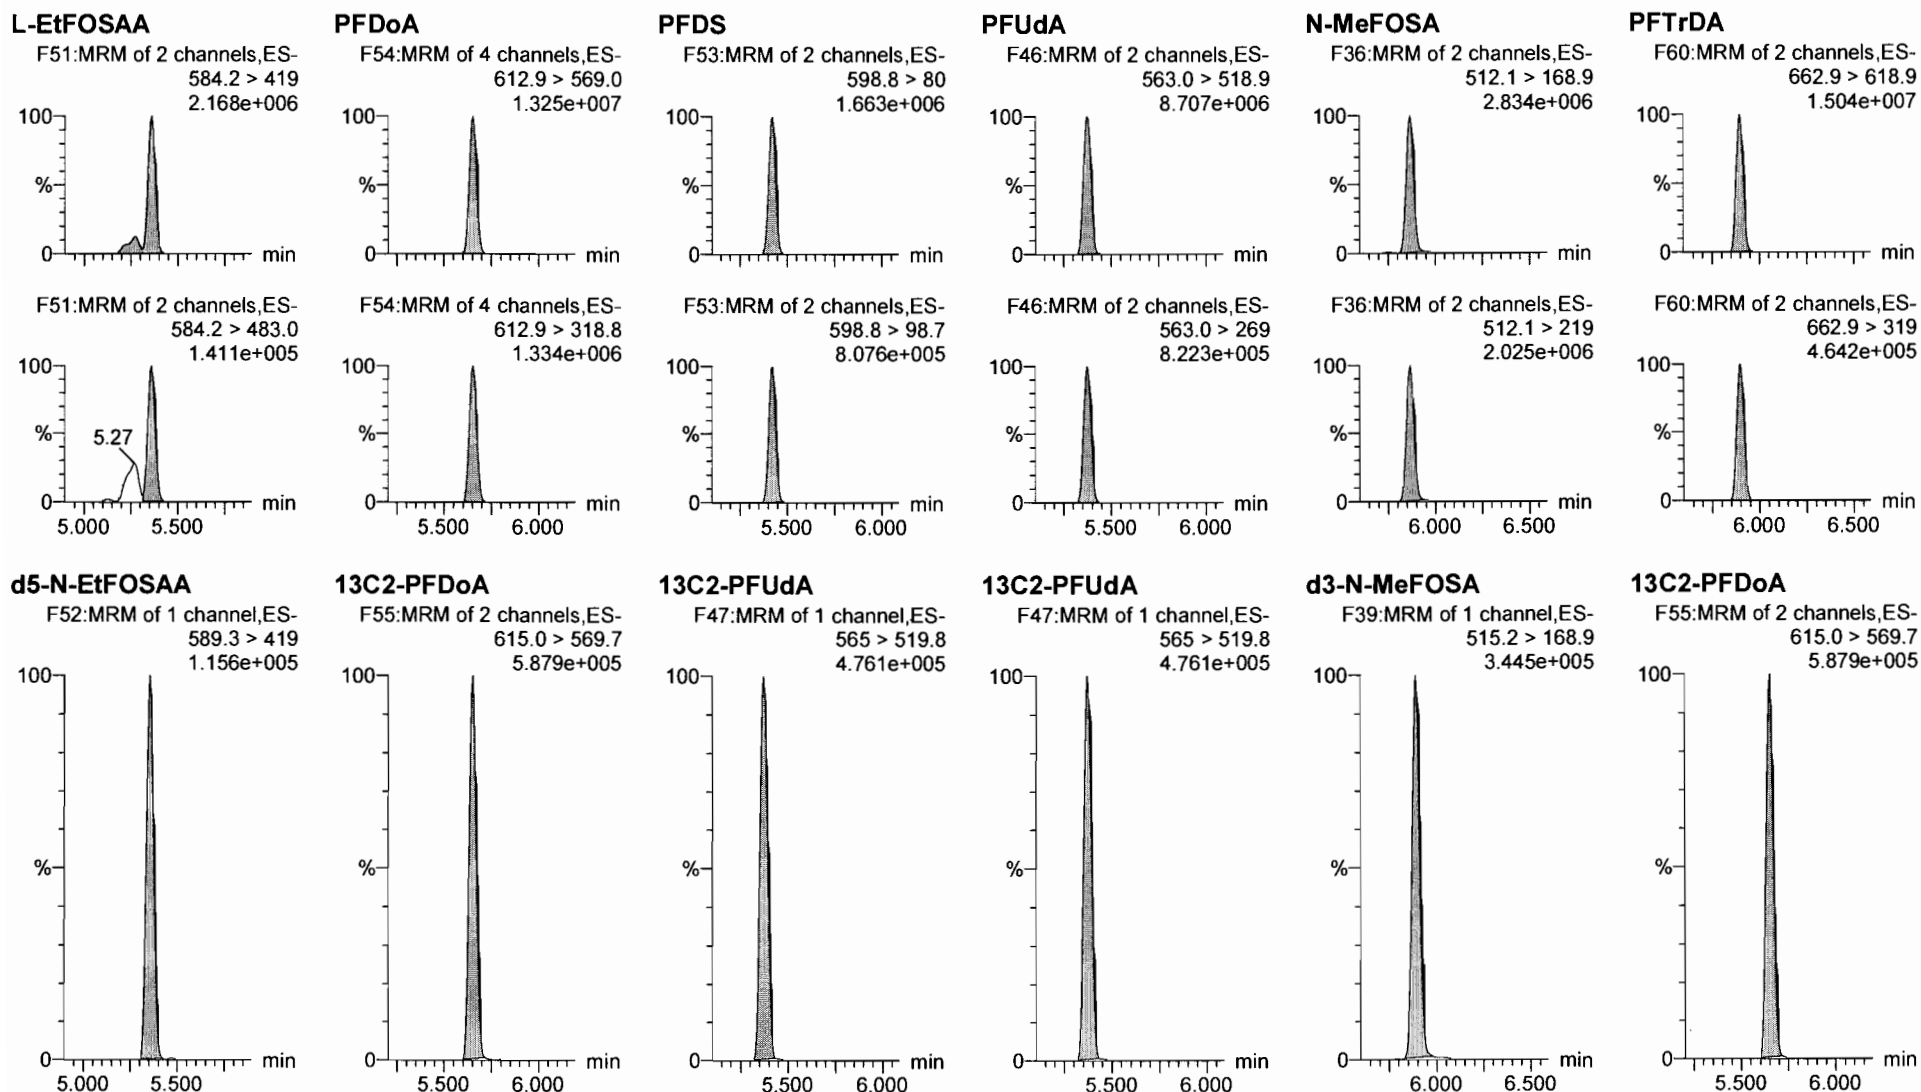 L-EtFOSAA
F51:MRM of 2 channels,ES-
584.2 > 419
2.168e+006
100
%
0
min
F51:MRM of 2 channels,ES-
584.2 > 483.0
1.411e+005
100
5.27
%
0
min
5.000 5.500
PFDoA
F54:MRM of 4 channels,ES-
612.9 > 569.0
1.325e+007
100
%
0
min
F54:MRM of 4 channels,ES-
612.9 > 318.8
1.334e+006
100
%
0
min
5.500 6.000
PFDS
F53:MRM of 2 channels,ES-
598.8 > 80
1.663e+006
100
%
0
min
F53:MRM of 2 channels,ES-
598.8 > 98.7
8.076e+005
100
%
0
min
5.500 6.000
PFUdA
F46:MRM of 2 channels,ES-
563.0 > 518.9
8.707e+006
100
%
0
min
F46:MRM of 2 channels,ES-
563.0 > 269
8.223e+005
100
%
0
min
5.500 6.000
N-MeFOSA
F36:MRM of 2 channels,ES-
512.1 > 168.9
2.834e+006
100
%
0
min
F36:MRM of 2 channels,ES-
512.1 > 219
2.025e+006
100
%
0
min
6.000 6.500
PFTrDA
F60:MRM of 2 channels,ES-
662.9 > 618.9
1.504e+007
100
%
0
min
F60:MRM of 2 channels,ES-
662.9 > 319
4.642e+005
100
%
0
min
6.000 6.500
d5-N-EtFOSAA
F52:MRM of 1 channel,ES-
589.3 > 419
1.156e+005
100
%
0
min
5.000 5.500
13C2-PFDoA
F55:MRM of 2 channels,ES-
615.0 > 569.7
5.879e+005
100
%
0
min
5.500 6.000
13C2-PFUdA
F47:MRM of 1 channel,ES-
565 > 519.8
4.761e+005
100
%
0
min
5.500 6.000
13C2-PFUdA
F47:MRM of 1 channel,ES-
565 > 519.8
4.761e+005
100
%
0
min
5.500 6.000
d3-N-MeFOSA
F39:MRM of 1 channel,ES-
515.2 > 168.9
3.445e+005
100
%
0
min
6.000 6.500
13C2-PFDoA
F55:MRM of 2 channels,ES-
615.0 > 569.7
5.879e+005
100
%
0
min
5.500 6.000